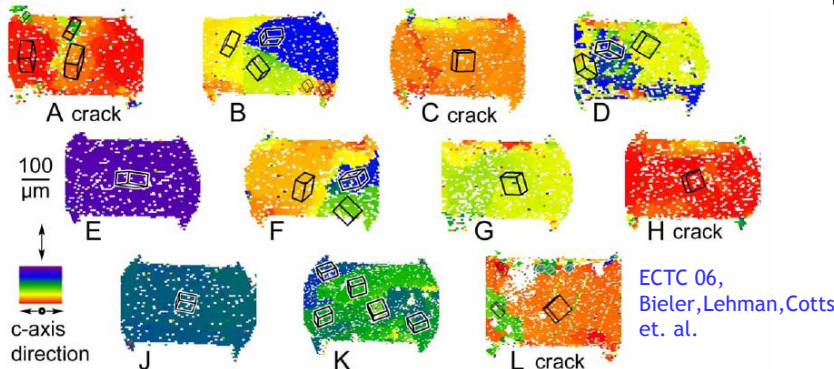 A crack
B
C crack
D
100
µm
E
F
G
H crack
c-axis
direction
J
K
L crack
ECTC 06,
Bieler,Lehman,Cotts
et. al.